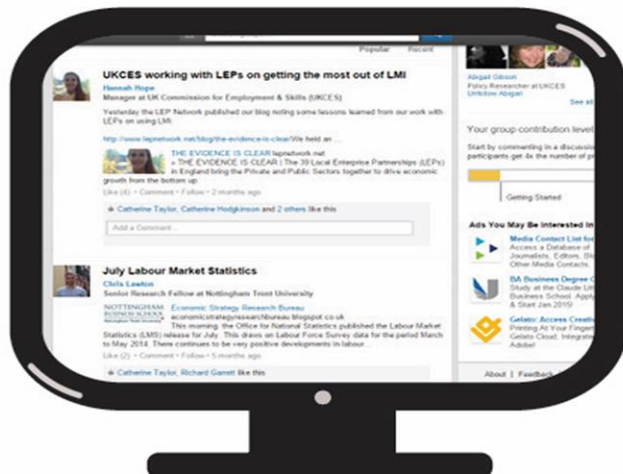 Popular Recent
UKCES working with LEPs on getting the most out of LMI
Hannah Hope
Manager at UK Commission for Employment & Skills (UKCES)
Yesterday the LEP Network published our blog noting some lessons learned from our work with
LEPs on using LMI.
http://www.lepnetwork.net/blog/the-evidence-is-clear/We held an ...
THE EVIDENCE IS CLEAR lepnetwork.net
» THE EVIDENCE IS CLEAR | The 39 Local Enterprise Partnerships (LEPs)
in England bring the Private and Public Sectors together to drive economic
growth from the bottom up.
Like (4) • Comment • Follow • 2 months ago
Catherine Taylor, Catherine Hodgkinson and 2 others like this
Add a Comment...
July Labour Market Statistics
Chris Lawton
Senior Research Fellow at Nottingham Trent University
NOTTINGHAM
BUSINESS SCHOOL
Nottingham Trent University
Economic Strategy Research Bureau
economicstrategyresearchbureau.blogspot.co.uk
This morning, the Office for National Statistics published the Labour Market
Statistics (LMS) release for July. This draws on Labour Force Survey data for the period March
to May 2014. There continues to be very positive developments in labour...
Like (2) • Comment • Follow • 5 months ago
Catherine Taylor, Richard Garrett like this
Abigail Gibson
Policy Researcher at UKCES
Unfollow Abigail
See all
Your group contribution level
Start by commenting in a discussion
participants get 4x the number of
Getting Started
Ads You May Be Interested In
Media Contact List for
Access a Database of
Journalists, Editors,
Other Media Contacts.
BA Business Degree
Study at the Claude
Business School. Apply
& Start Jan 2015!
Gelato: Access
Printing At Your
Gelato Cloud.
Adobe!
About | Feedback